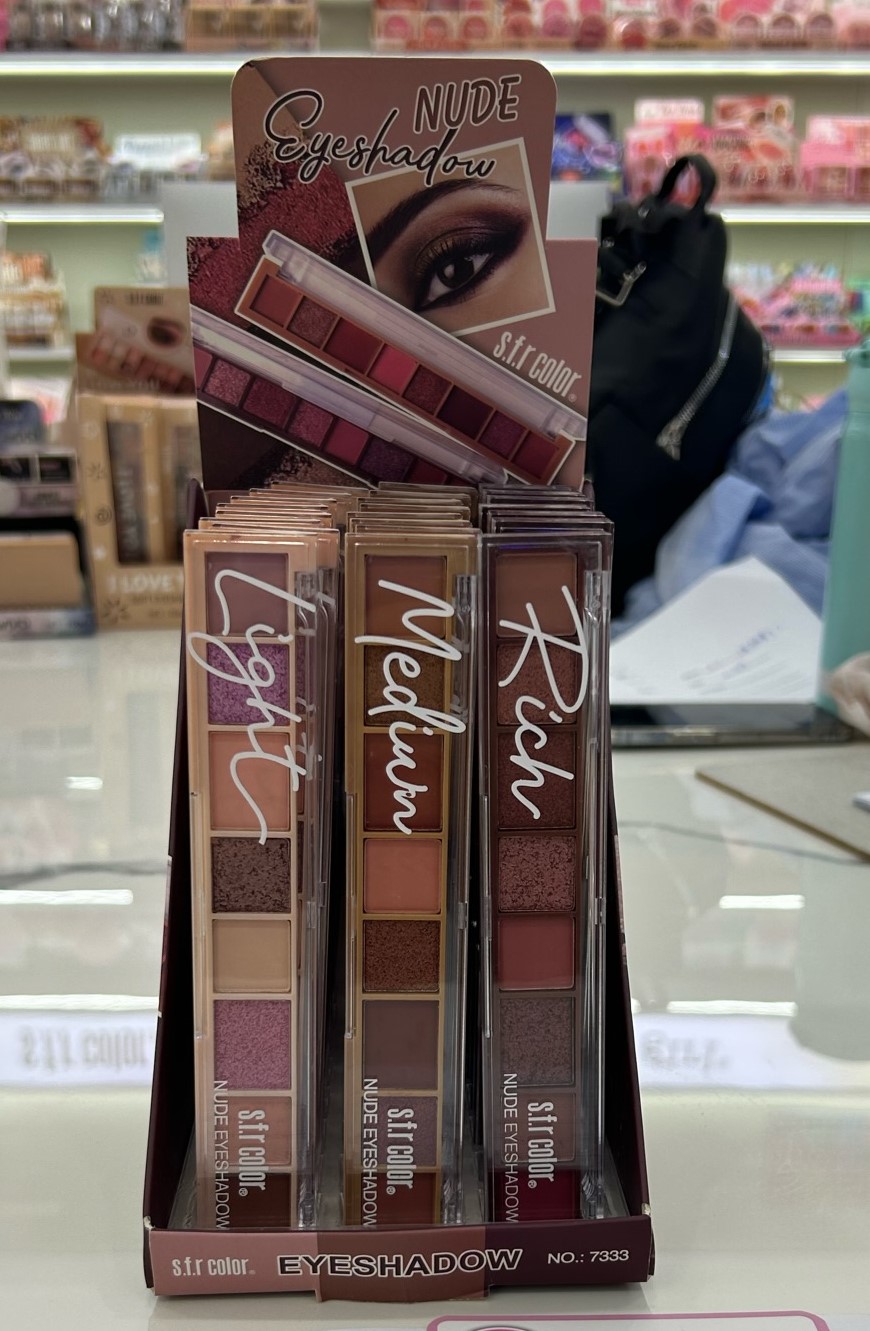 NUDE
Eyeshadow
s.f.r color®
I LOVE
Light
Medium
Rich
s.f.r color®
NUDE EYESHADOW
s.f.r color®
NUDE EYESHADOW
s.f.r color®
NUDE EYESHADOW
s.f.r color® EYESHADOW NO.: 7333